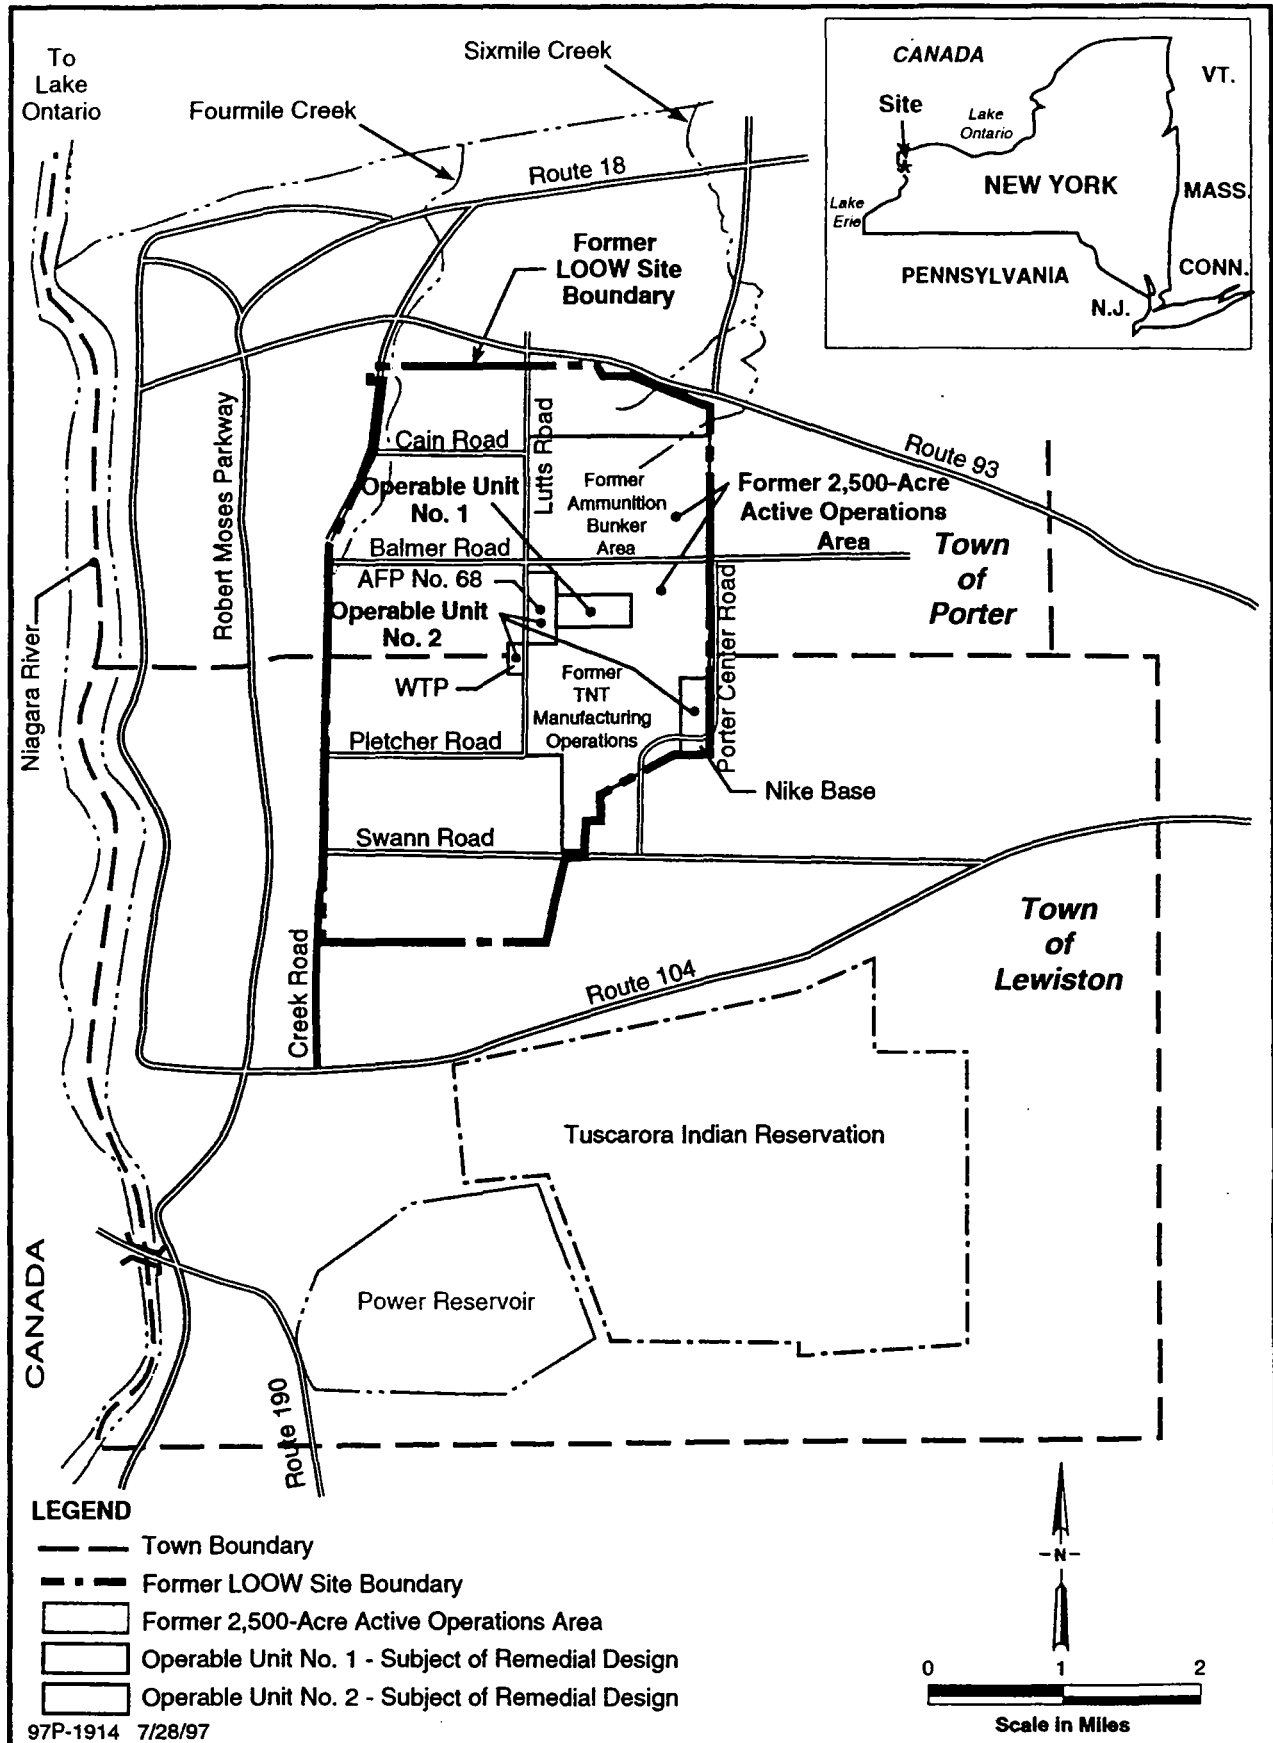 To
Lake
Ontario
Sixmile Creek
Fourmile Creek
Route 18
CANADA
VT.
Site
Lake
Ontario
NEW YORK
MASS.
Lake
Erie
PENNSYLVANIA
CONN.
N.J.
Former
LOOW Site
Boundary
Robert Moses Parkway
Cain Road
Lutts Road
Route 93
Operable Unit
No. 1
Former
Ammunition
Bunker
Area
Former 2,500-Acre
Active Operations
Area
Balmer Road
Town
of
Porter
AFP No. 68
Operable Unit
No. 2
Porter Center Road
Niagara River
WTP
Former
TNT
Manufacturing
Operations
Pletcher Road
Nike Base
Swann Road
Town
of
Lewiston
Creek Road
Route 104
Tuscarora Indian Reservation
CANADA
Power Reservoir
Route 190
LEGEND
Town Boundary
Former LOOW Site Boundary
Former 2,500-Acre Active Operations Area
Operable Unit No. 1 - Subject of Remedial Design
Operable Unit No. 2 - Subject of Remedial Design
97P-1914 7/28/97
-N-
0 1 2
Scale in Miles